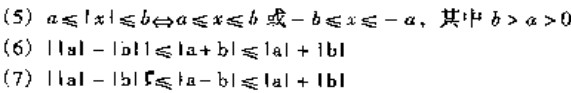 (5) a≤|x|≤b⇔a≤x≤b 或-b≤x≤-a, 其中 b>a>0
(6) ||a|-|b||≤|a+b|≤|a|+|b|
(7) ||a|-|b|≤|a-b|≤|a|+|b|